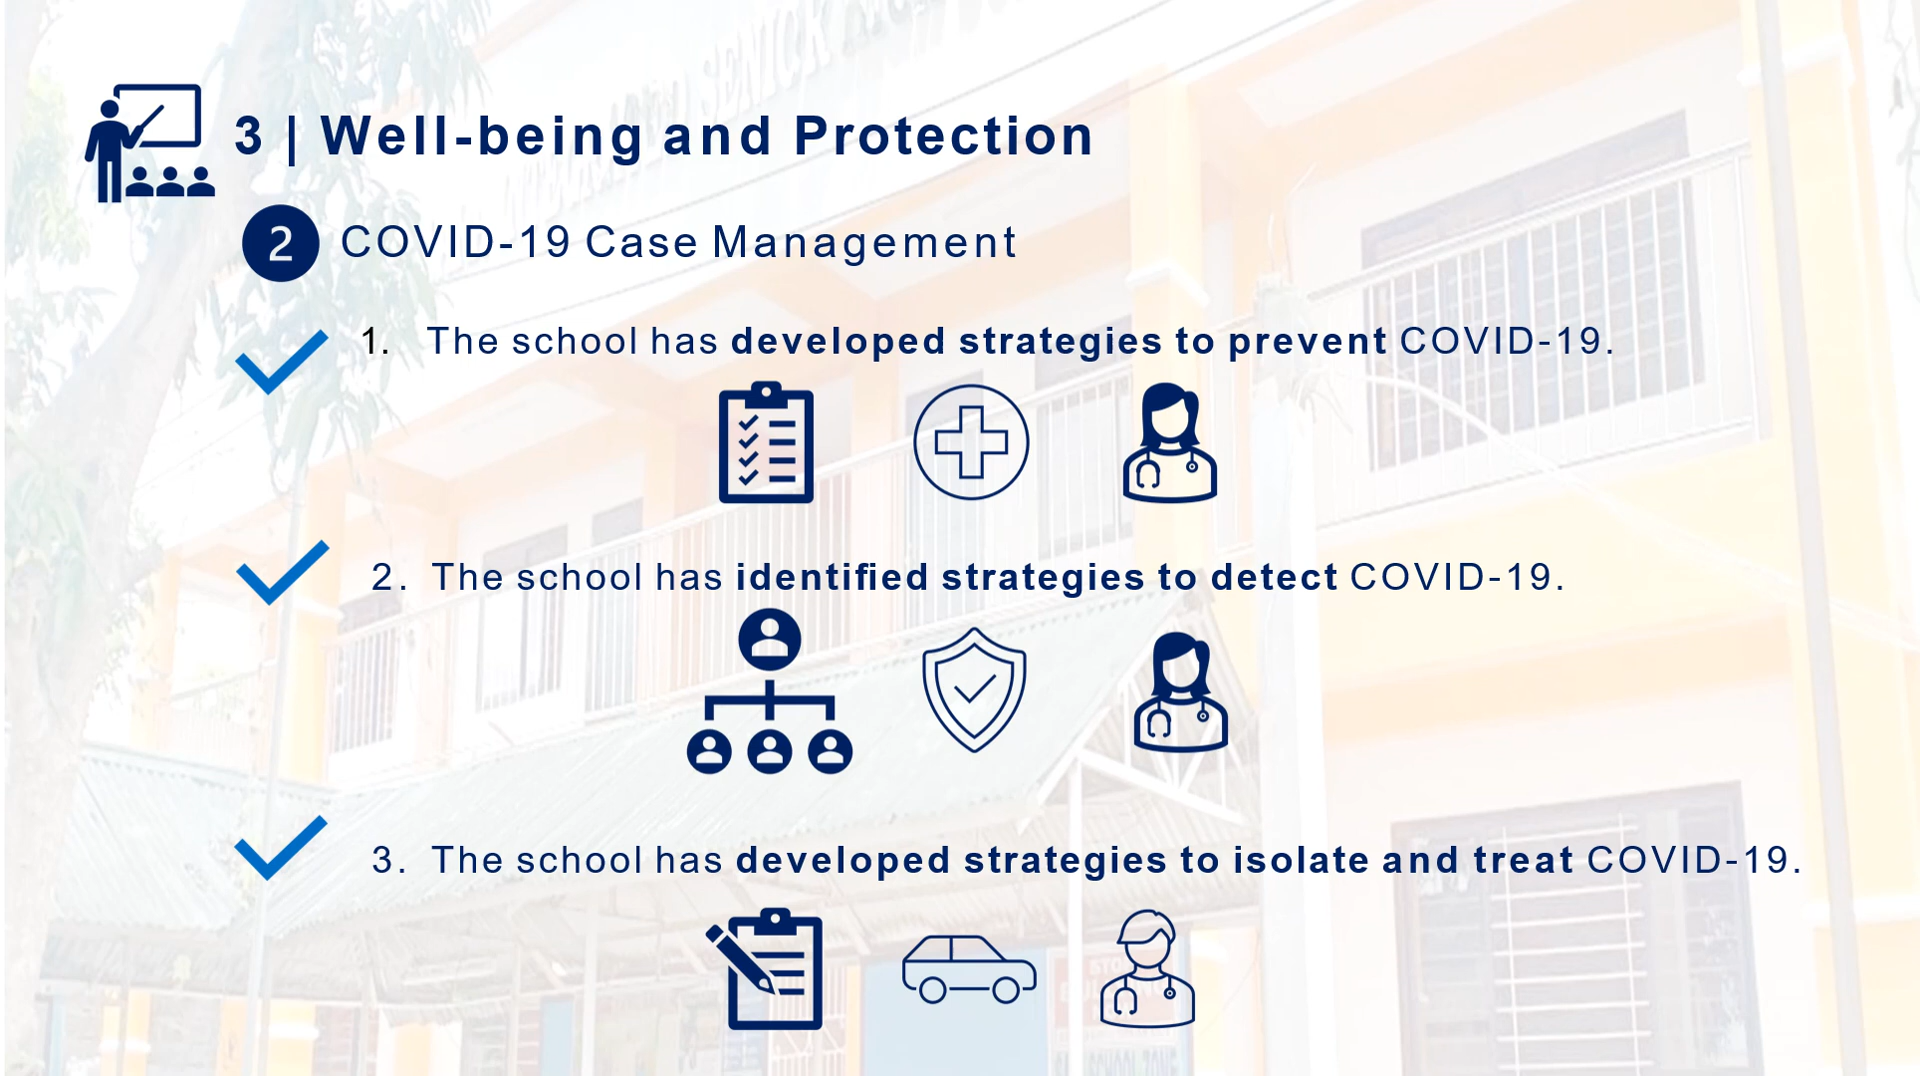 3 | Well-being and Protection
2 COVID-19 Case Management
1. The school has developed strategies to prevent COVID-19.
2. The school has identified strategies to detect COVID-19.
3. The school has developed strategies to isolate and treat COVID-19.
SCHOOL ZONE